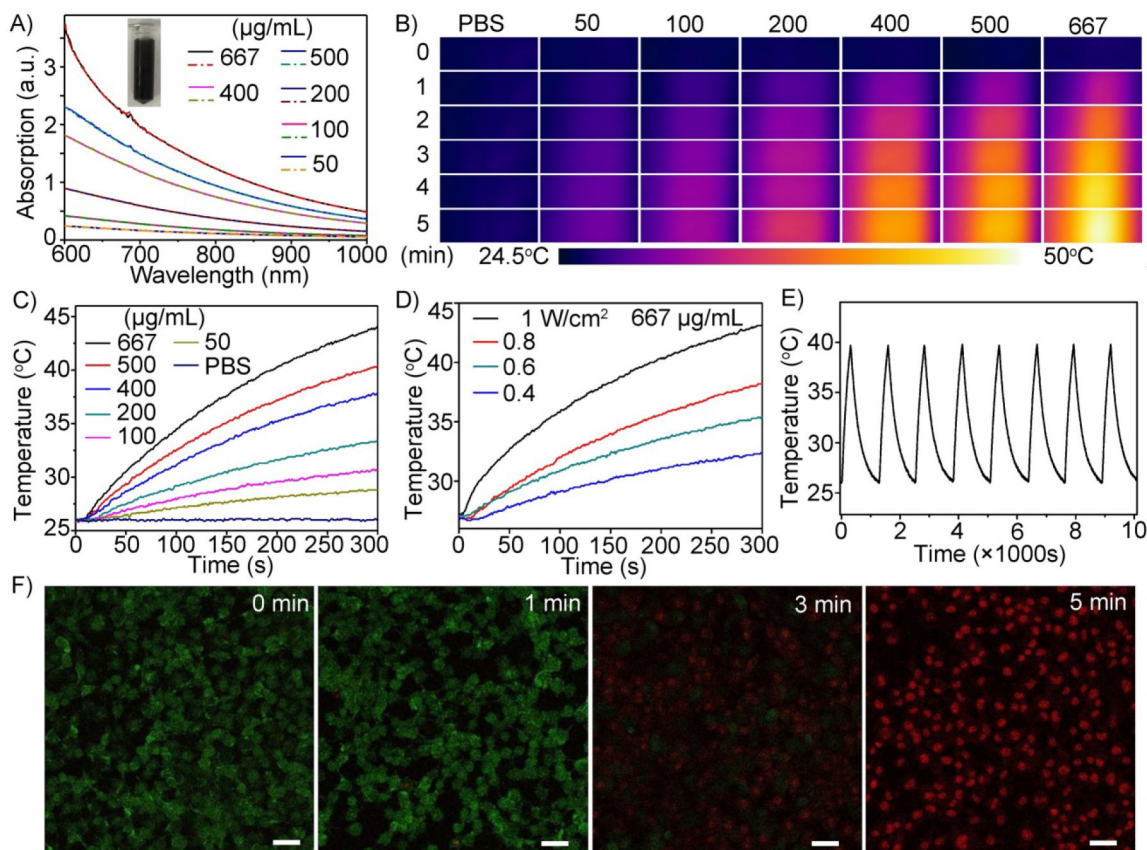 A)
(μg/mL)
667 500
400 200
100
50
Absorption (a.u.)
3
2
1
0
600 700 800 900 1000
Wavelength (nm)
B)
PBS 50 100 200 400 500 667
0
1
2
3
4
5
(min) 24.5°C 50°C
C)
(μg/mL)
667 50
500 PBS
400
200
100
Temperature (°C)
45
40
35
30
25
0 50 100 150 200 250 300
Time (s)
D)
1 W/cm² 667 μg/mL
0.8
0.6
0.4
Temperature (°C)
45
40
35
30
0 50 100 150 200 250 300
Time (s)
E)
Temperature (°C)
45
40
35
30
25
0 2 4 6 8 10
Time (×1000s)
F)
0 min 1 min 3 min 5 min